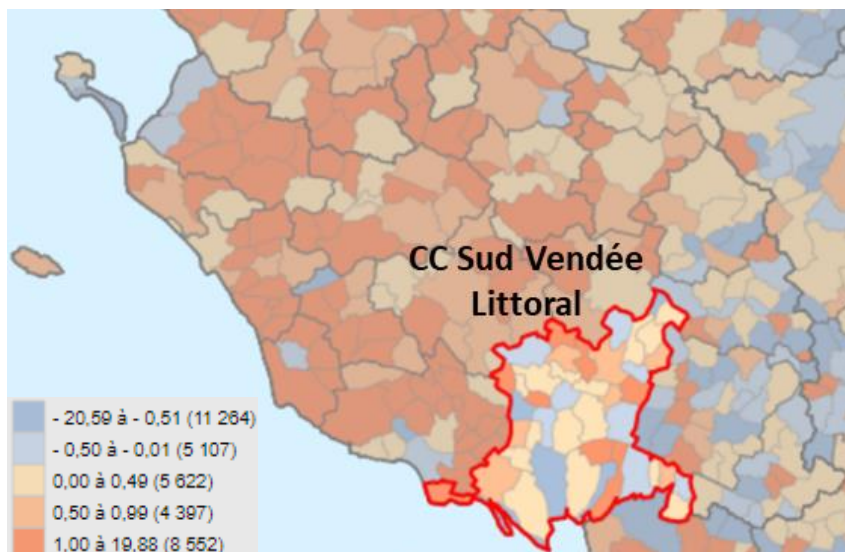 CC Sud Vendée
Littoral
- 20,59 à - 0,51 (11 264)
- 0,50 à - 0,01 (5 107)
0,00 à 0,49 (5 622)
0,50 à 0,99 (4 397)
1,00 à 19,88 (8 552)